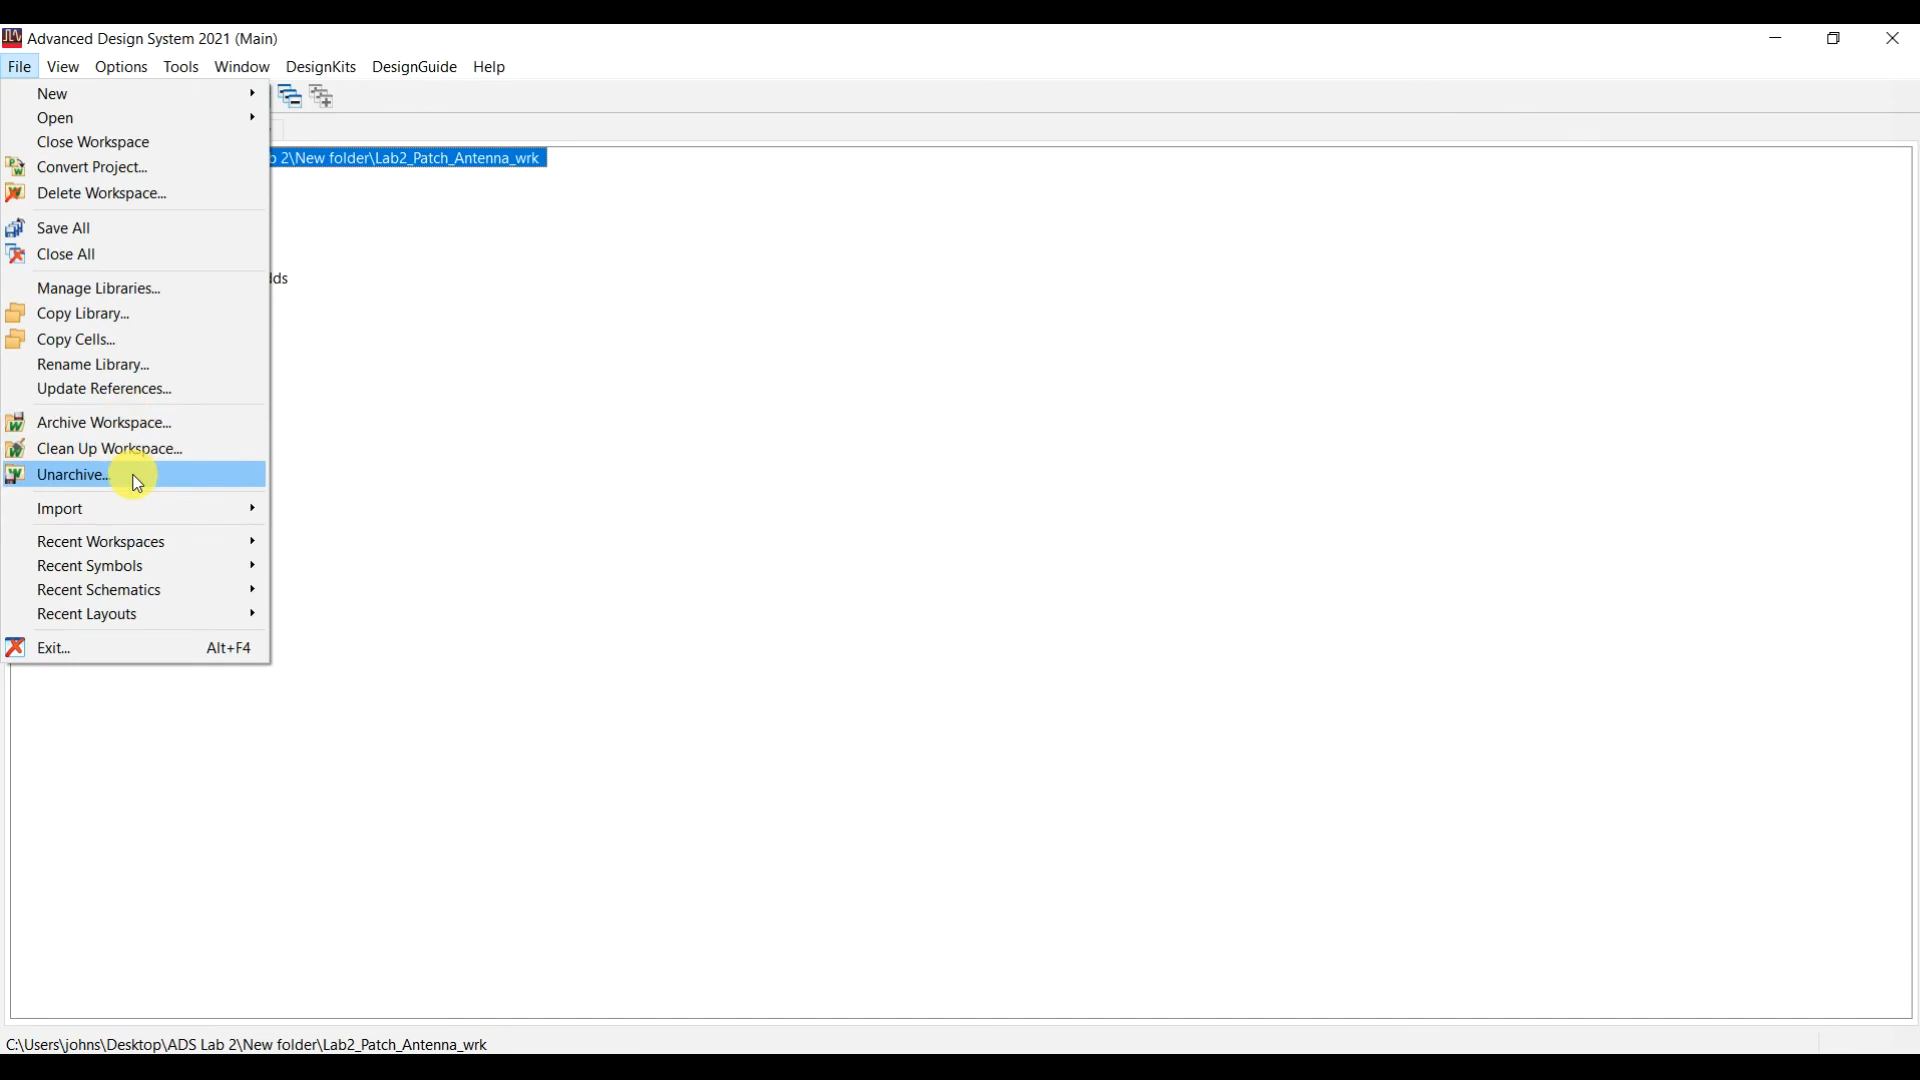 Advanced Design System 2021 (Main)
File View Options Tools Window DesignKits DesignGuide Help
New
Open
Close Workspace
2\New folder\Lab2_Patch_Antenna_wrk
Convert Project...
Delete Workspace...
Save All
Close All
dds
Manage Libraries...
Copy Library...
Copy Cells...
Rename Library...
Update References...
Archive Workspace...
Clean Up Workspace...
Unarchive...
Import
Recent Workspaces
Recent Symbols
Recent Schematics
Recent Layouts
Exit... Alt+F4
C:\Users\johns\Desktop\ADS Lab 2\New folder\Lab2_Patch_Antenna_wrk